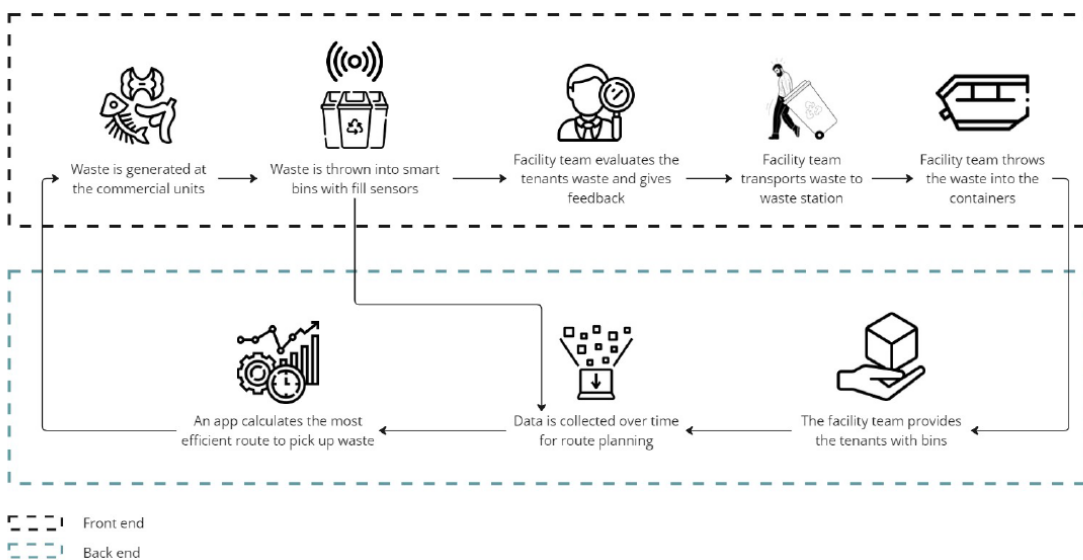 Waste is generated at
the commercial units
Waste is thrown into smart
bins with fill sensors
Facility team evaluates the
tenants waste and gives
feedback
Facility team
transports waste to
waste station
Facility team throws
the waste into the
containers
An app calculates the most
efficient route to pick up waste
Data is collected over time
for route planning
The facility team provides
the tenants with bins
Front end
Back end